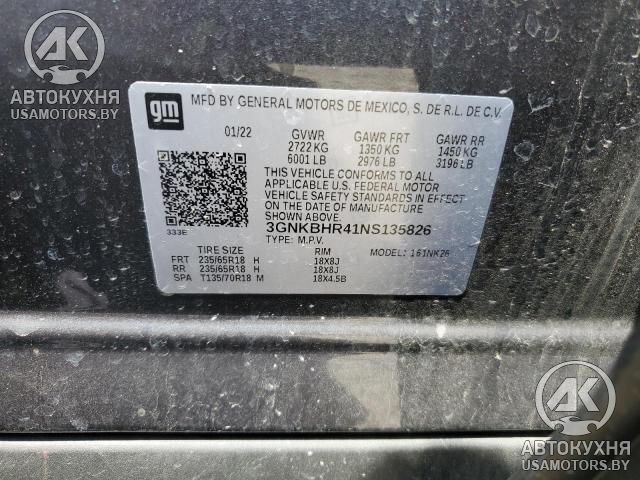 AK
АВТОКУХНЯ
USAMOTORS.BY
gm
MFD BY GENERAL MOTORS DE MEXICO, S. DE R.L. DE C.V.
01/22 GVWR GAWR FRT GAWR RR
2722 KG 1350 KG 1450 KG
6001 LB 2976 LB 3196 LB
THIS VEHICLE CONFORMS TO ALL
APPLICABLE U.S. FEDERAL MOTOR
VEHICLE SAFETY STANDARDS IN EFFECT
ON THE DATE OF MANUFACTURE
SHOWN ABOVE.
333E 3GNKBHR41NS135826
TYPE: M.P.V.
TIRE SIZE RIM MODEL: 161NK26
FRT 235/65R18 H 18X8J
RR 235/65R18 H 18X8J
SPA T135/70R18 M 18X4.5B
AK
АВТОКУХНЯ
USAMOTORS.BY